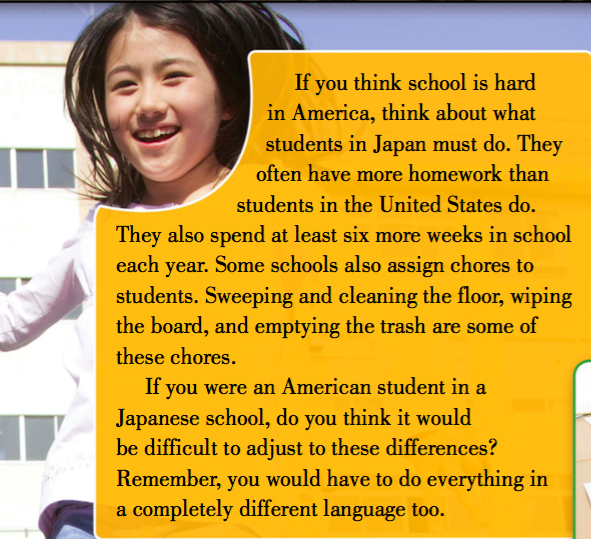 If you think school is hard
in America, think about what
students in Japan must do. They
often have more homework than
students in the United States do.
They also spend at least six more weeks in school
each year. Some schools also assign chores to
students. Sweeping and cleaning the floor, wiping
the board, and emptying the trash are some of
these chores.
If you were an American student in a
Japanese school, do you think it would
be difficult to adjust to these differences?
Remember, you would have to do everything in
a completely different language too.